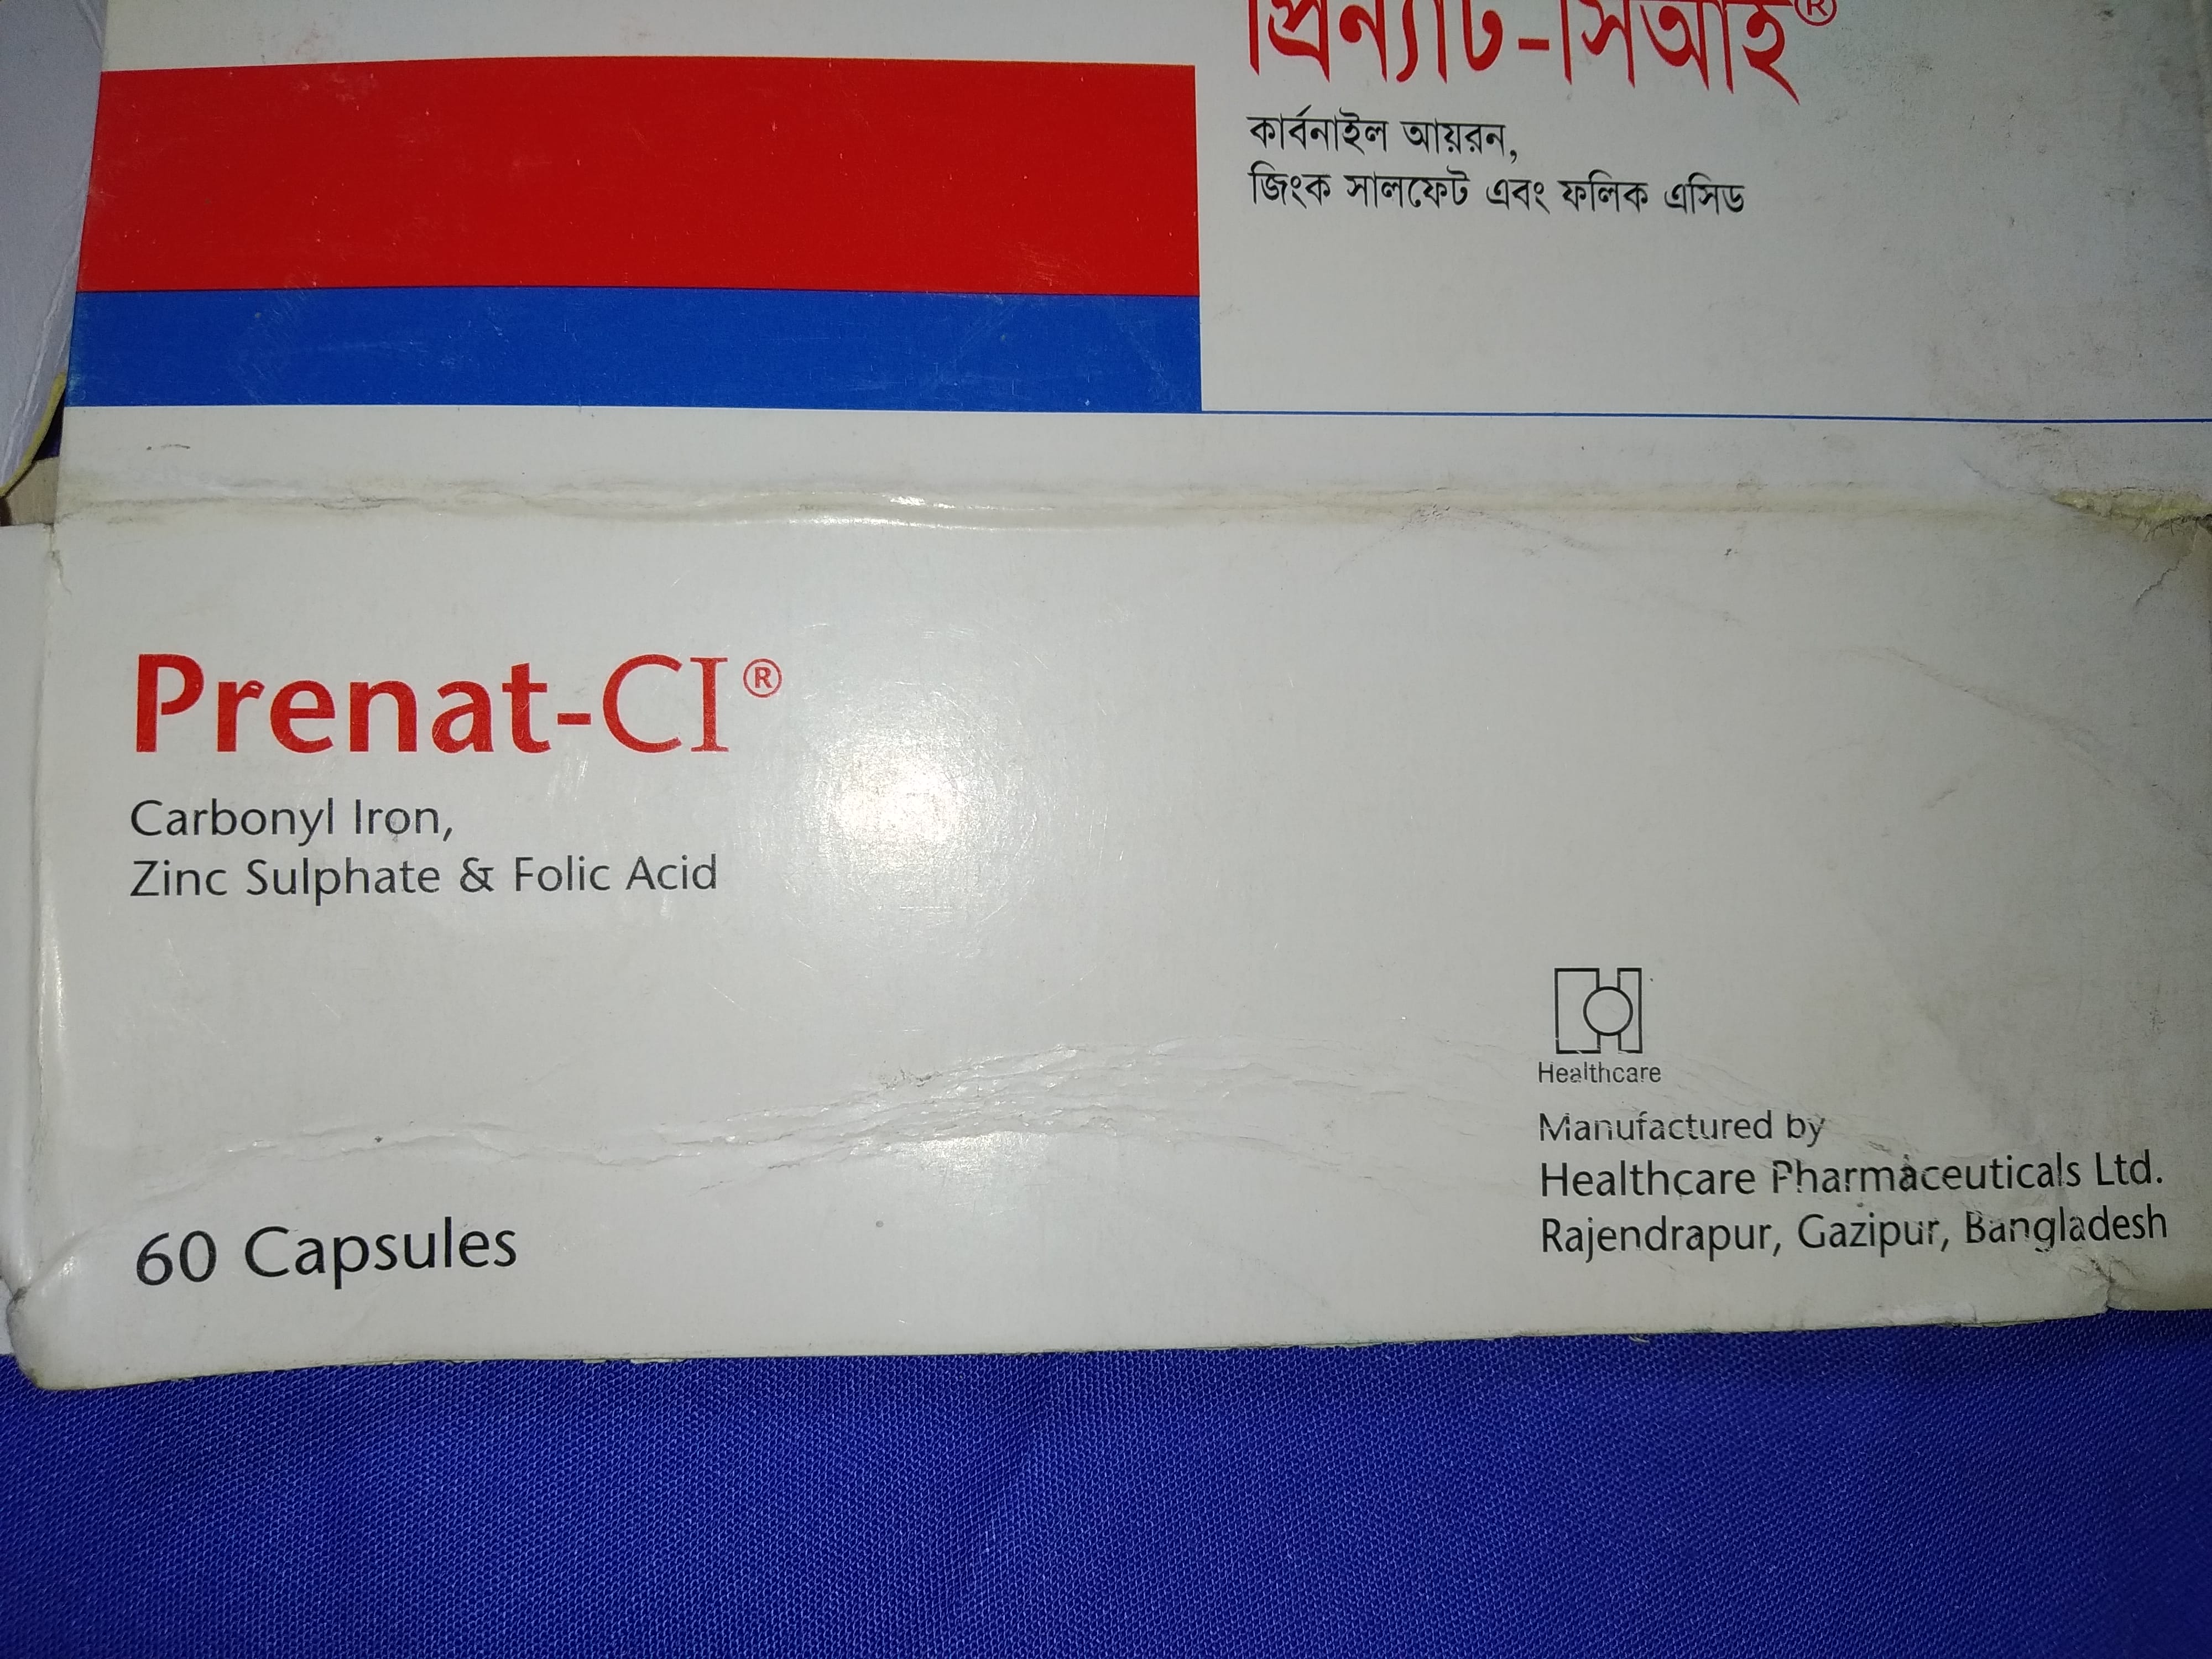 প্রিন্যাট-সিআই®
কার্বনাইল আয়রন,
জিংক সালফেট এবং ফলিক এসিড
Prenat-CI®
Carbonyl Iron,
Zinc Sulphate & Folic Acid
60 Capsules
Healthcare
Manufactured by
Healthcare Pharmaceuticals Ltd.
Rajendrapur, Gazipur, Bangladesh